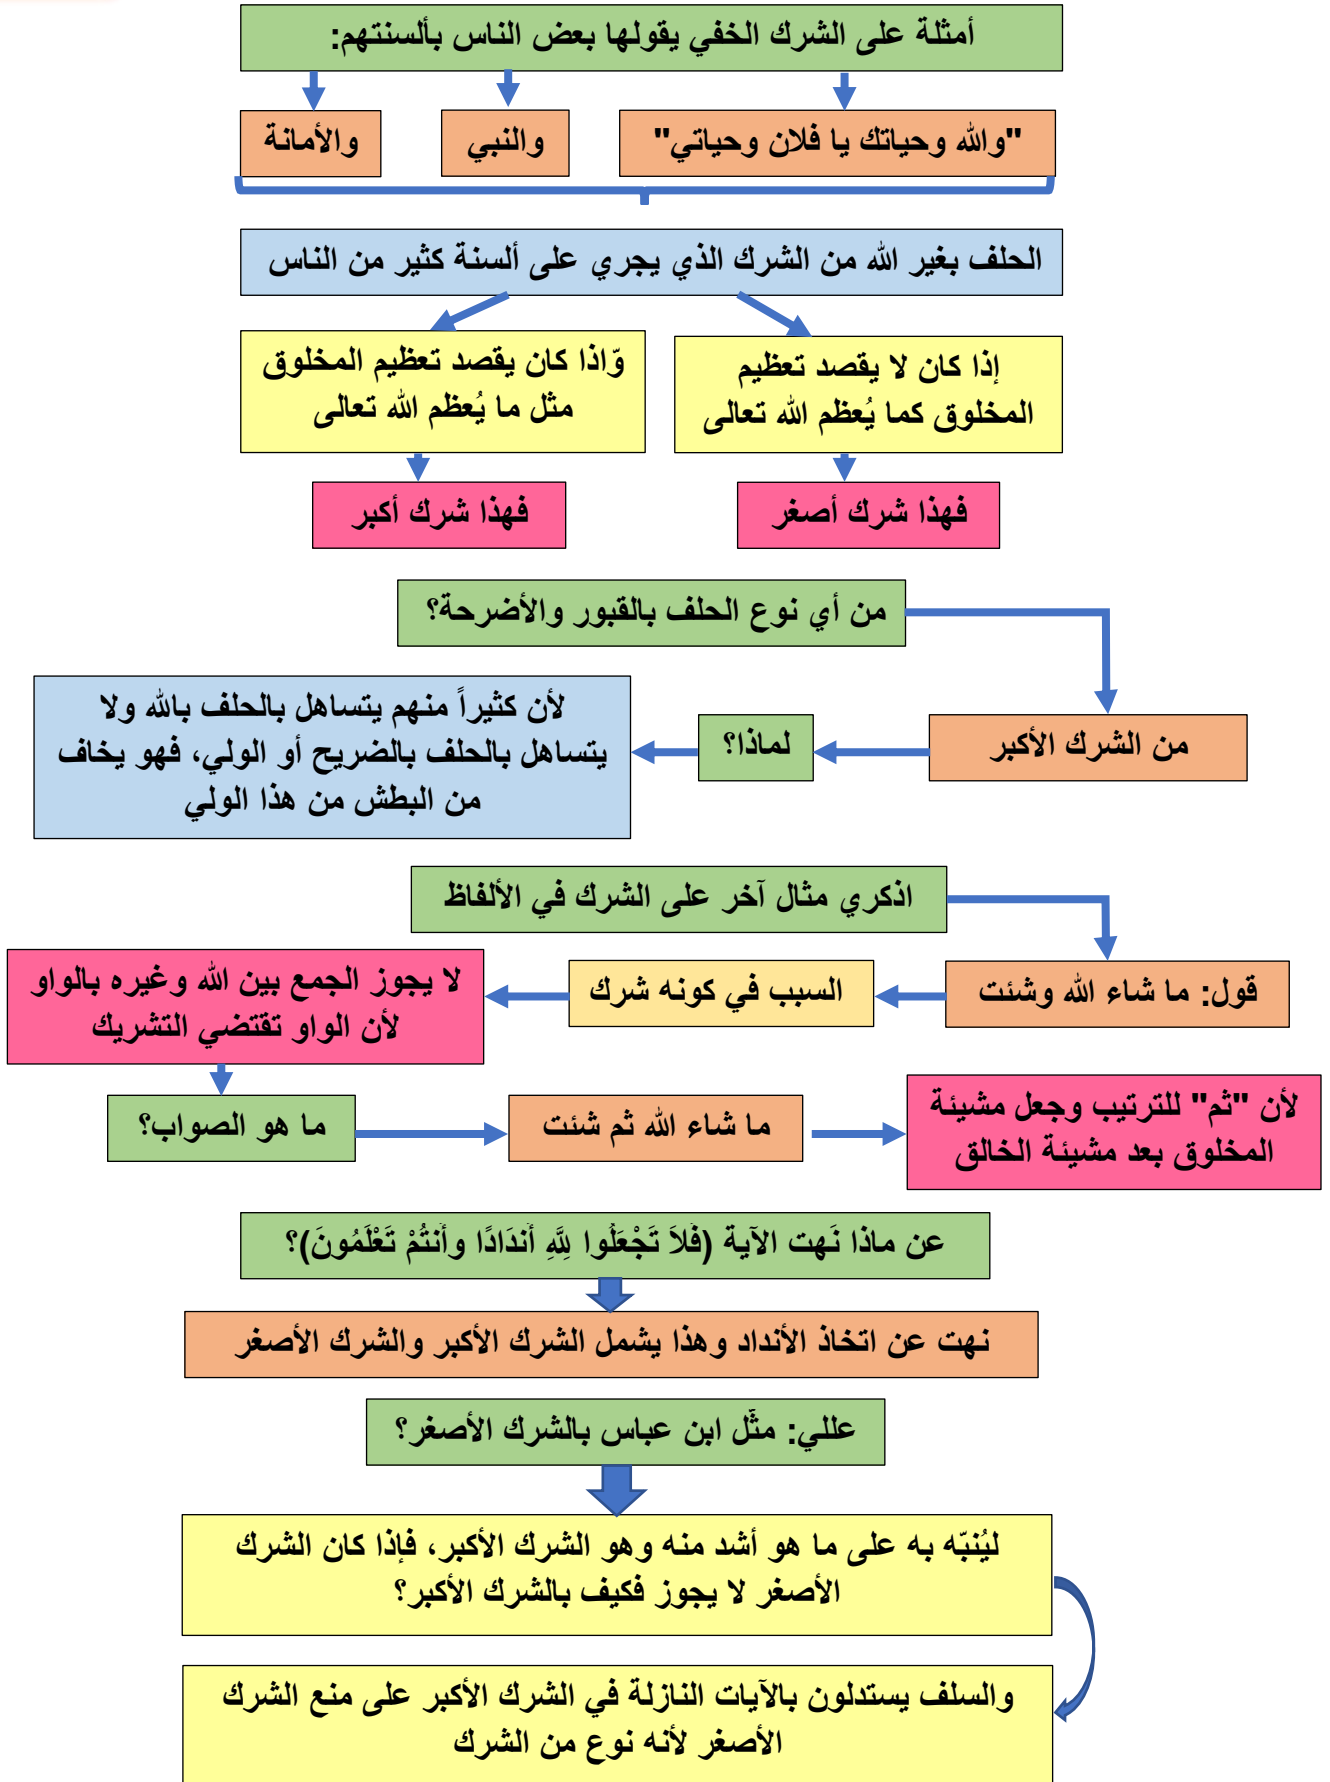 أمثلة على الشرك الخفي يقولها بعض الناس بألسنتهم:
"والله وحياتك يا فلان وحياتي"
والنبي
والأمانة
الحلف بغير الله من الشرك الذي يجري على ألسنة كثير من الناس
إذا كان لا يقصد تعظيم
المخلوق كما يُعظم الله تعالى
وّاذا كان يقصد تعظيم المخلوق
مثل ما يُعظم الله تعالى
فهذا شرك أصغر
فهذا شرك أكبر
من أي نوع الحلف بالقبور والأضرحة؟
من الشرك الأكبر
لماذا؟
لأن كثيراً منهم يتساهل بالحلف بالله ولا
يتساهل بالحلف بالضريح أو الولي، فهو يخاف
من البطش من هذا الولي
اذكري مثال آخر على الشرك في الألفاظ
قول: ما شاء الله وشئت
السبب في كونه شرك
لا يجوز الجمع بين الله وغيره بالواو
لأن الواو تقتضي التشريك
ما هو الصواب؟
ما شاء الله ثم شئت
لأن "ثم" للترتيب وجعل مشيئة
المخلوق بعد مشيئة الخالق
عن ماذا نَهت الآية (فَلاَ تَجْعَلُوا لِلَّهِ أَندَادًا وأَنتُمْ تَعْلَمُونَ)؟
نهت عن اتخاذ الأنداد وهذا يشمل الشرك الأكبر والشرك الأصغر
عللي: مثّل ابن عباس بالشرك الأصغر؟
ليُنبّه به على ما هو أشد منه وهو الشرك الأكبر، فإذا كان الشرك
الأصغر لا يجوز فكيف بالشرك الأكبر؟
والسلف يستدلون بالآيات النازلة في الشرك الأكبر على منع الشرك
الأصغر لأنه نوع من الشرك